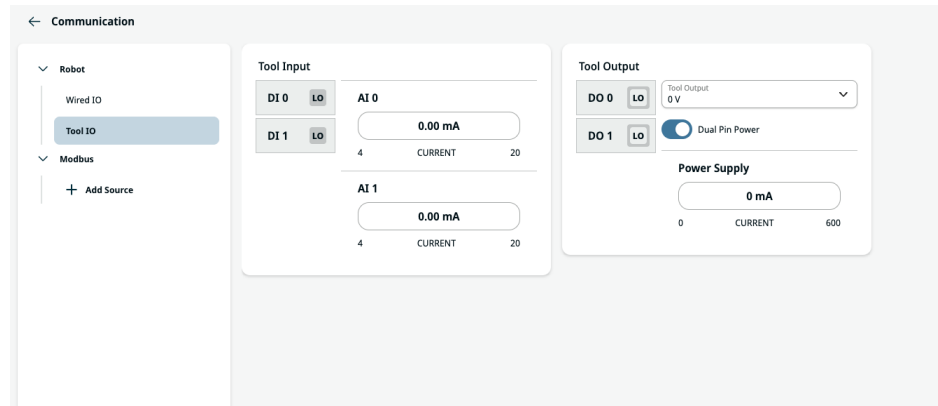 Communication
Robot
Wired IO
Tool IO
Modbus
Add Source
Tool Input
DI 0 LO
DI 1 LO
AI 0
0.00 mA
4 CURRENT 20
AI 1
0.00 mA
4 CURRENT 20
Tool Output
DO 0 LO
DO 1 LO
Tool Output
0 V
Dual Pin Power
Power Supply
0 mA
0 CURRENT 600